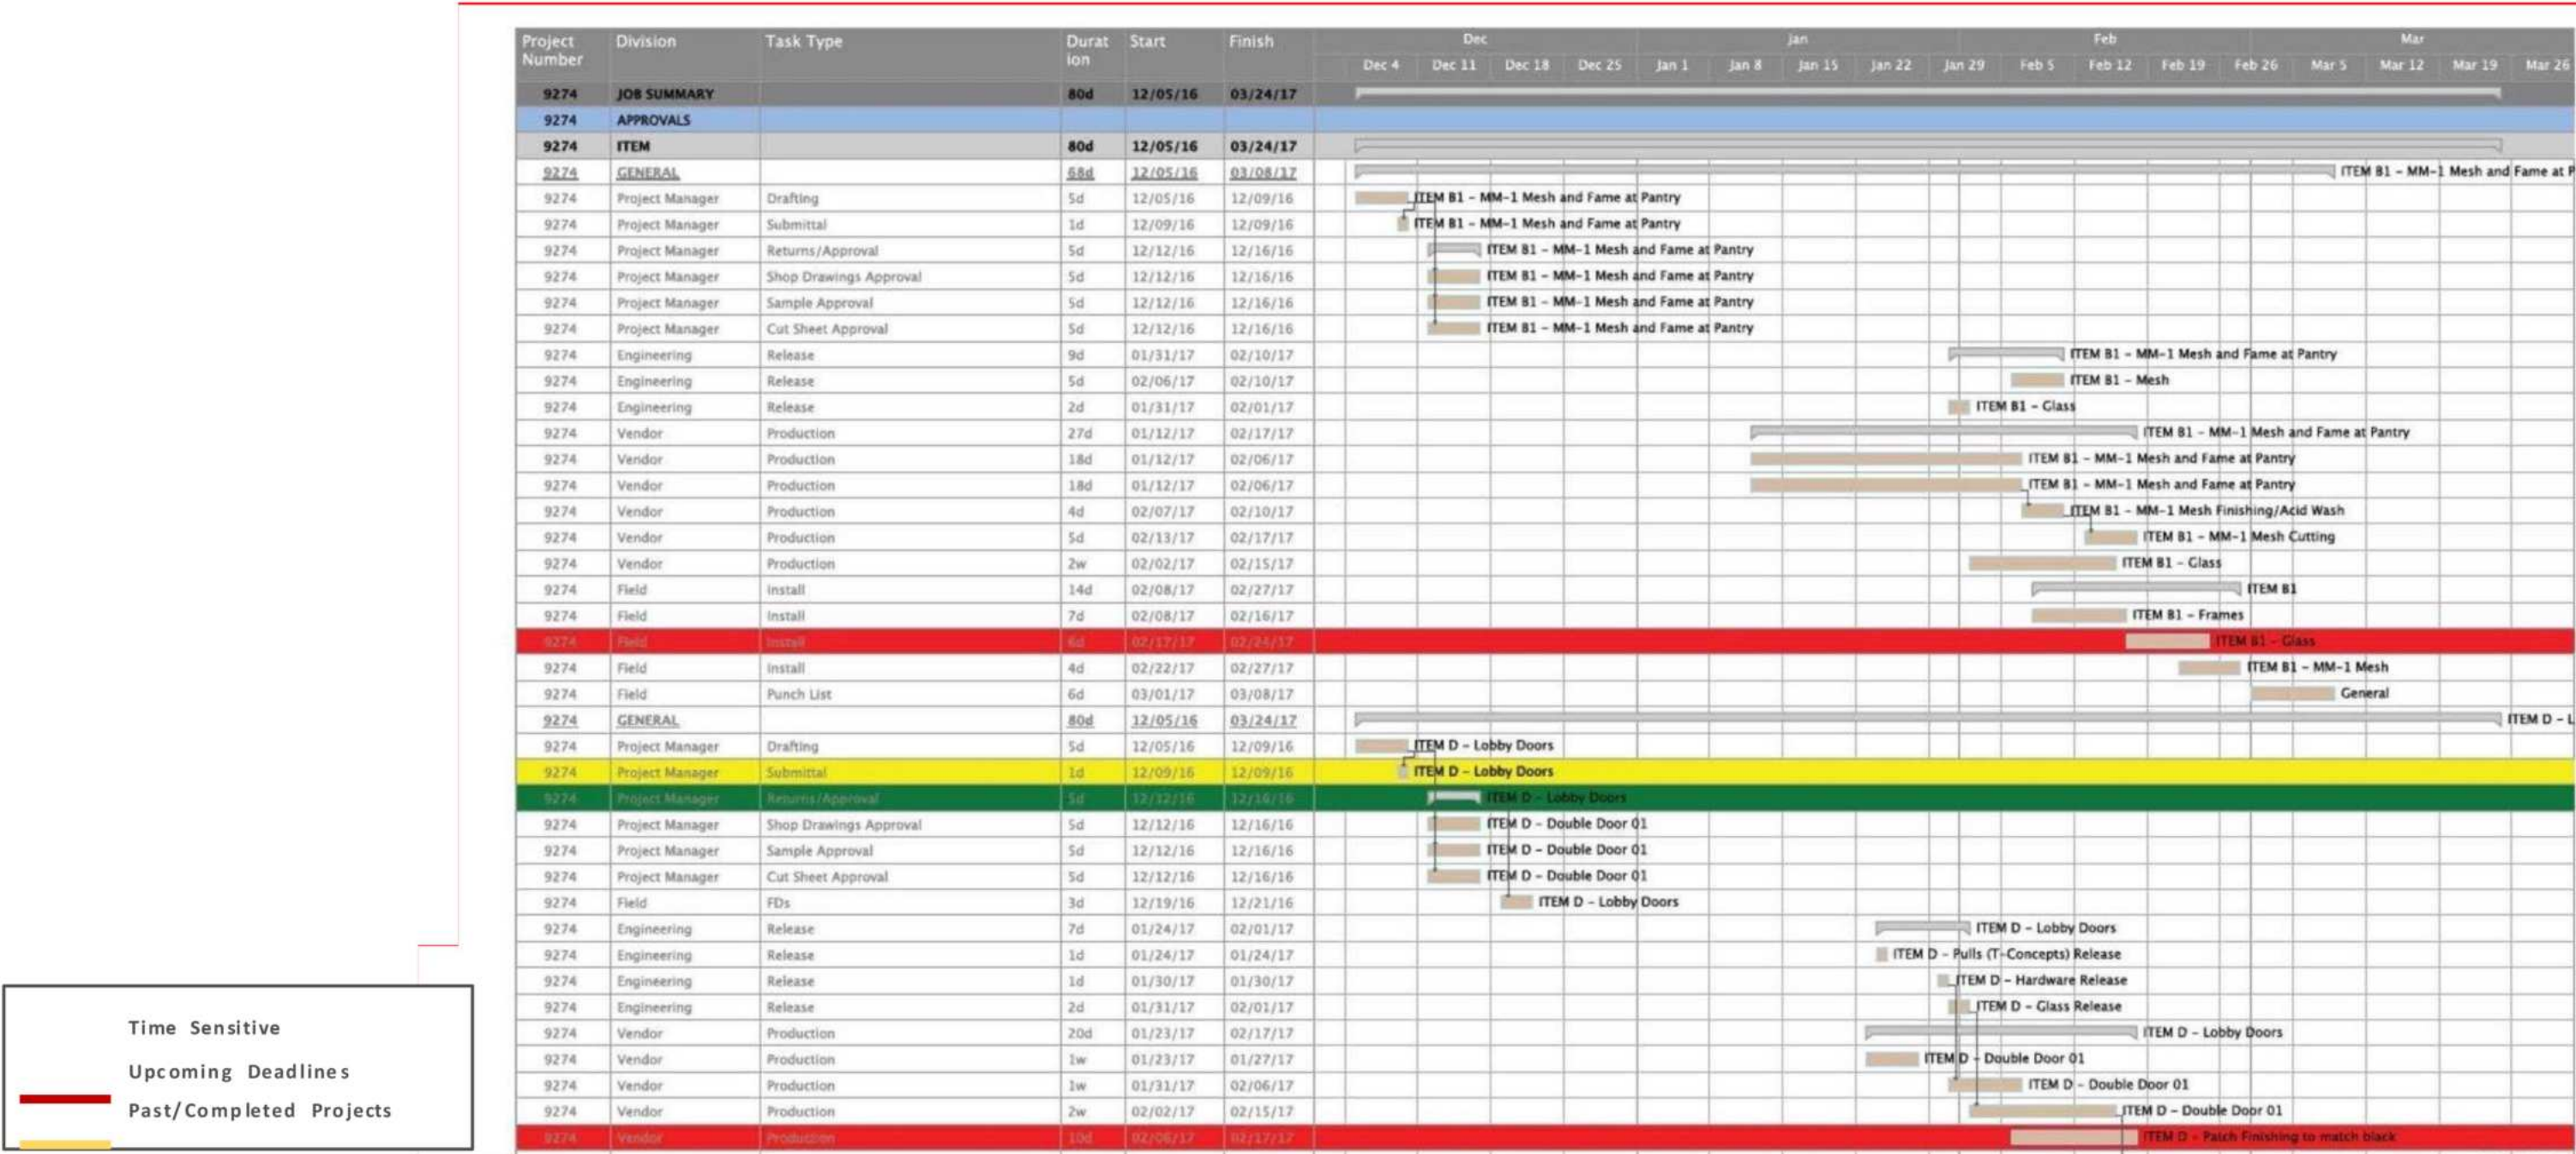 Project Number Division Task Type Duration Start Finish Dec Jan Feb Mar
Dec 4 Dec 11 Dec 18 Dec 25 Jan 1 Jan 8 Jan 15 Jan 22 Jan 29 Feb 5 Feb 12 Feb 19 Feb 26 Mar 5 Mar 12 Mar 19 Mar 26
9274 JOB SUMMARY 80d 12/05/16 03/24/17
9274 APPROVALS
9274 ITEM 80d 12/05/16 03/24/17
9274 GENERAL 68d 12/05/16 03/08/17 ITEM B1 - MM-1 Mesh and Fame at P
9274 Project Manager Drafting 5d 12/05/16 12/09/16 ITEM B1 - MM-1 Mesh and Fame at Pantry
9274 Project Manager Submittal 1d 12/09/16 12/09/16 ITEM B1 - MM-1 Mesh and Fame at Pantry
9274 Project Manager Returns/Approval 5d 12/12/16 12/16/16 ITEM B1 - MM-1 Mesh and Fame at Pantry
9274 Project Manager Shop Drawings Approval 5d 12/12/16 12/16/16 ITEM B1 - MM-1 Mesh and Fame at Pantry
9274 Project Manager Sample Approval 5d 12/12/16 12/16/16 ITEM B1 - MM-1 Mesh and Fame at Pantry
9274 Project Manager Cut Sheet Approval 5d 12/12/16 12/16/16 ITEM B1 - MM-1 Mesh and Fame at Pantry
9274 Engineering Release 9d 01/31/17 02/10/17 ITEM B1 - MM-1 Mesh and Fame at Pantry
9274 Engineering Release 5d 02/06/17 02/10/17 ITEM B1 - Mesh
9274 Engineering Release 2d 01/31/17 02/01/17 ITEM B1 - Glass
9274 Vendor Production 27d 01/12/17 02/17/17 ITEM B1 - MM-1 Mesh and Fame at Pantry
9274 Vendor Production 18d 01/12/17 02/06/17 ITEM B1 - MM-1 Mesh and Fame at Pantry
9274 Vendor Production 18d 01/12/17 02/06/17 ITEM B1 - MM-1 Mesh and Fame at Pantry
9274 Vendor Production 4d 02/07/17 02/10/17 ITEM B1 - MM-1 Mesh Finishing/Acid Wash
9274 Vendor Production 5d 02/13/17 02/17/17 ITEM B1 - MM-1 Mesh Cutting
9274 Vendor Production 2w 02/02/17 02/15/17 ITEM B1 - Glass
9274 Field Install 14d 02/08/17 02/27/17 ITEM B1
9274 Field Install 7d 02/08/17 02/16/17 ITEM B1 - Frames
9274 Field Install 6d 02/17/17 02/24/17 ITEM B1 - Glass
9274 Field Install 4d 02/22/17 02/27/17 ITEM B1 - MM-1 Mesh
9274 Field Punch List 6d 03/01/17 03/08/17 General
9274 GENERAL 80d 12/05/16 03/24/17 ITEM D - L
9274 Project Manager Drafting 5d 12/05/16 12/09/16 ITEM D - Lobby Doors
9274 Project Manager Submittal 1d 12/09/16 12/09/16 ITEM D - Lobby Doors
9274 Project Manager Returns/Approval 5d 12/12/16 12/16/16 ITEM D - Lobby Doors
9274 Project Manager Shop Drawings Approval 5d 12/12/16 12/16/16 ITEM D - Double Door 01
9274 Project Manager Sample Approval 5d 12/12/16 12/16/16 ITEM D - Double Door 01
9274 Project Manager Cut Sheet Approval 5d 12/12/16 12/16/16 ITEM D - Double Door 01
9274 Field FDs 3d 12/19/16 12/21/16 ITEM D - Lobby Doors
9274 Engineering Release 7d 01/24/17 02/01/17 ITEM D - Lobby Doors
9274 Engineering Release 1d 01/24/17 01/24/17 ITEM D - Pulls (T-Concepts) Release
9274 Engineering Release 1d 01/30/17 01/30/17 ITEM D - Hardware Release
9274 Engineering Release 2d 01/31/17 02/01/17 ITEM D - Glass Release
9274 Vendor Production 20d 01/23/17 02/17/17 ITEM D - Lobby Doors
9274 Vendor Production 1w 01/23/17 01/27/17 ITEM D - Double Door 01
9274 Vendor Production 1w 01/31/17 02/06/17 ITEM D - Double Door 01
9274 Vendor Production 2w 02/02/17 02/15/17 ITEM D - Double Door 01
9274 Vendor Production 10d 02/06/17 02/17/17 ITEM D - Patch Finishing to match black
Time Sensitive
Upcoming Deadlines
Past/Completed Projects